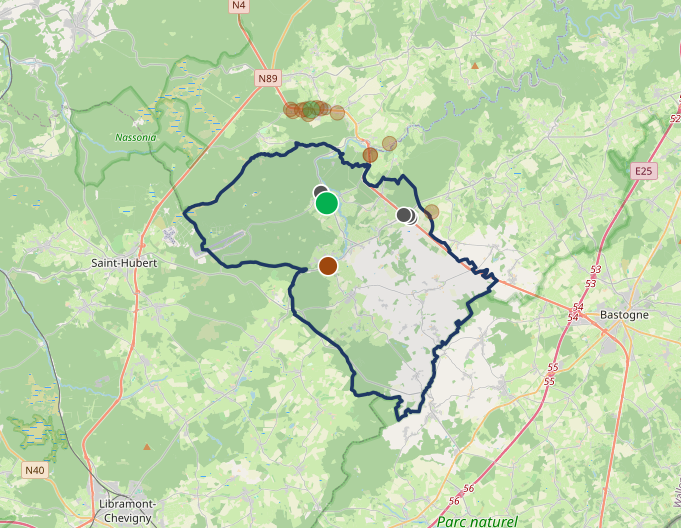 N4
N89
52
Nassonia
E25
Saint-Hubert
53
53
54
54
Bastogne
55
55
N40
56
56
Libramont-
Chevigny
Parc naturel